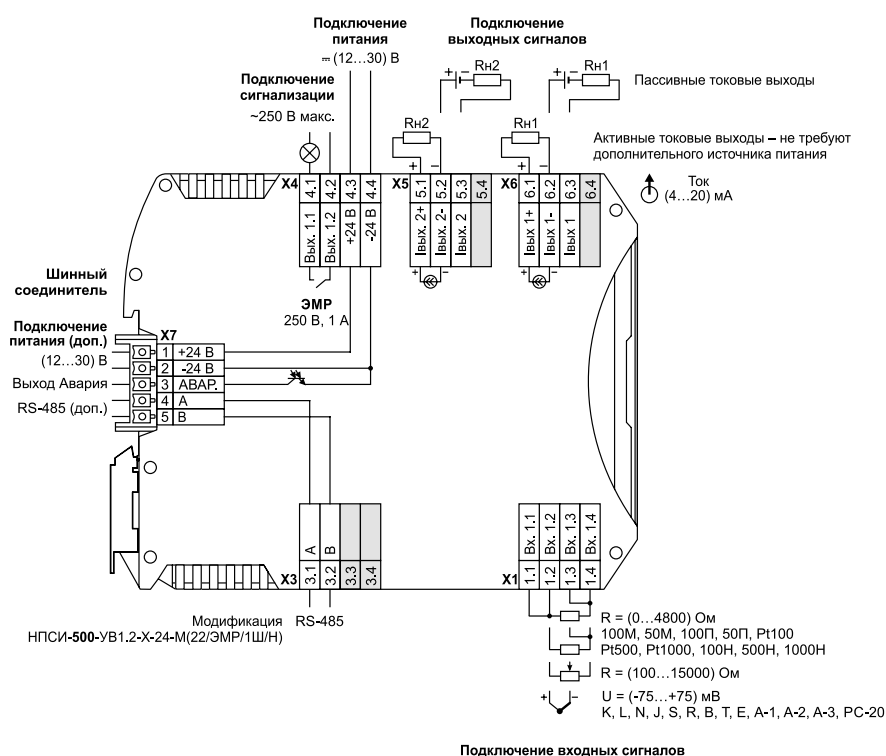 Подключение
питания
⎓ (12...30) В
Подключение
выходных сигналов
Подключение
сигнализации
~250 В макс.
+ − Rн2
+ − Rн1
Пассивные токовые выходы
Rн2
Rн1
Активные токовые выходы – не требуют
дополнительного источника питания
+ −
+ −
Ток
(4...20) мА
X4 4.1 4.2 4.3 4.4
X5 5.1 5.2 5.3 5.4
X6 6.1 6.2 6.3 6.4
Вых. 1.1
Вых. 1.2
+24 В
-24 В
Iвых. 2+
Iвых. 2-
Iвых. 2
Iвых 1+
Iвых 1-
Iвых 1
+ −
+ −
ЭМР
250 В, 1 А
Шинный
соединитель
Подключение
питания (доп.)
(12...30) В
Выход Авария
RS-485 (доп.)
X7
1 +24 В
2 -24 В
3 АВАР.
4 А
5 В
А
В
X3 3.1 3.2 3.3 3.4
Вх. 1.1
Вх. 1.2
Вх. 1.3
Вх. 1.4
X1 1.1 1.2 1.3 1.4
Модификация
НПСИ-500-УВ1.2-Х-24-М(22/ЭМР/1Ш/Н)
RS-485
R = (0...4800) Ом
100М, 50М, 100П, 50П, Pt100
Pt500, Pt1000, 100Н, 500Н, 1000Н
R = (100...15000) Ом
+ −
U = (-75...+75) мВ
K, L, N, J, S, R, B, T, E, A-1, A-2, A-3, РС-20
Подключение входных сигналов